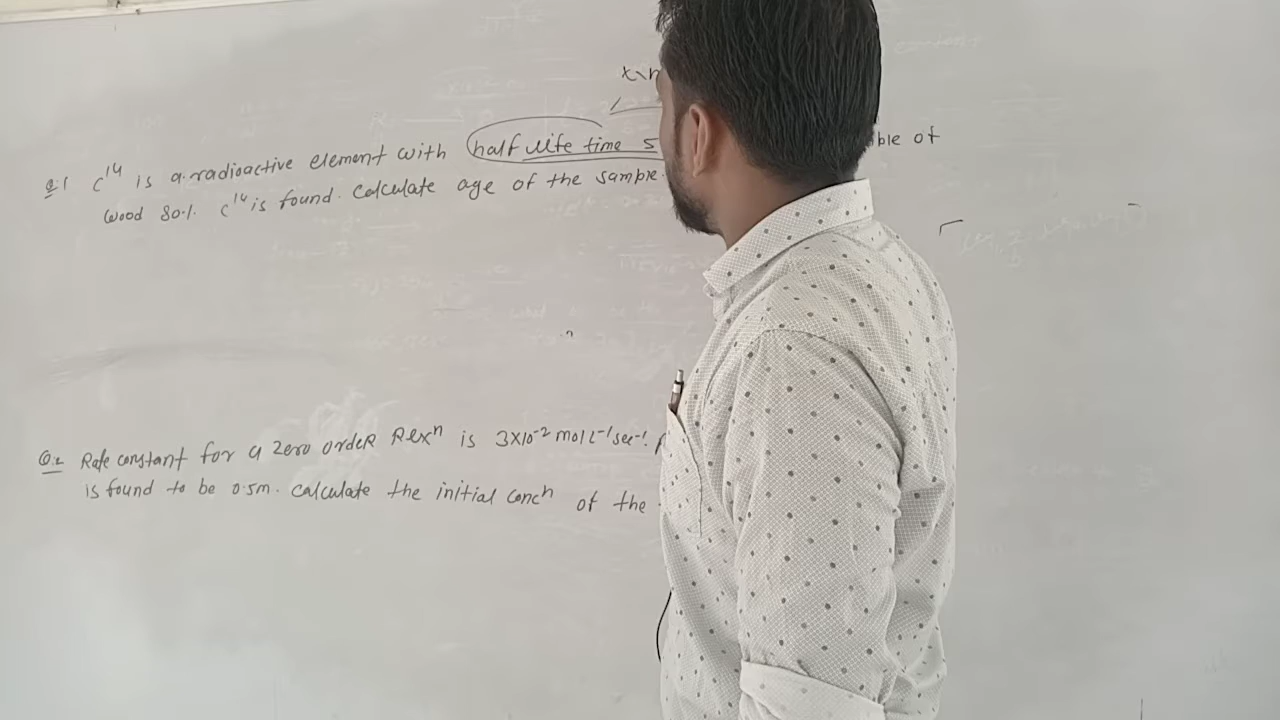 Q.1 C14 is a radioactive element with half life time 5 ble of
wood 80%. C14 is found. Calculate age of the sample.
Q.2 Rate constant for a zero order Rexn is 3×10-2 mol L-1 sec-1.
is found to be 0.5m. calculate the initial concn of the